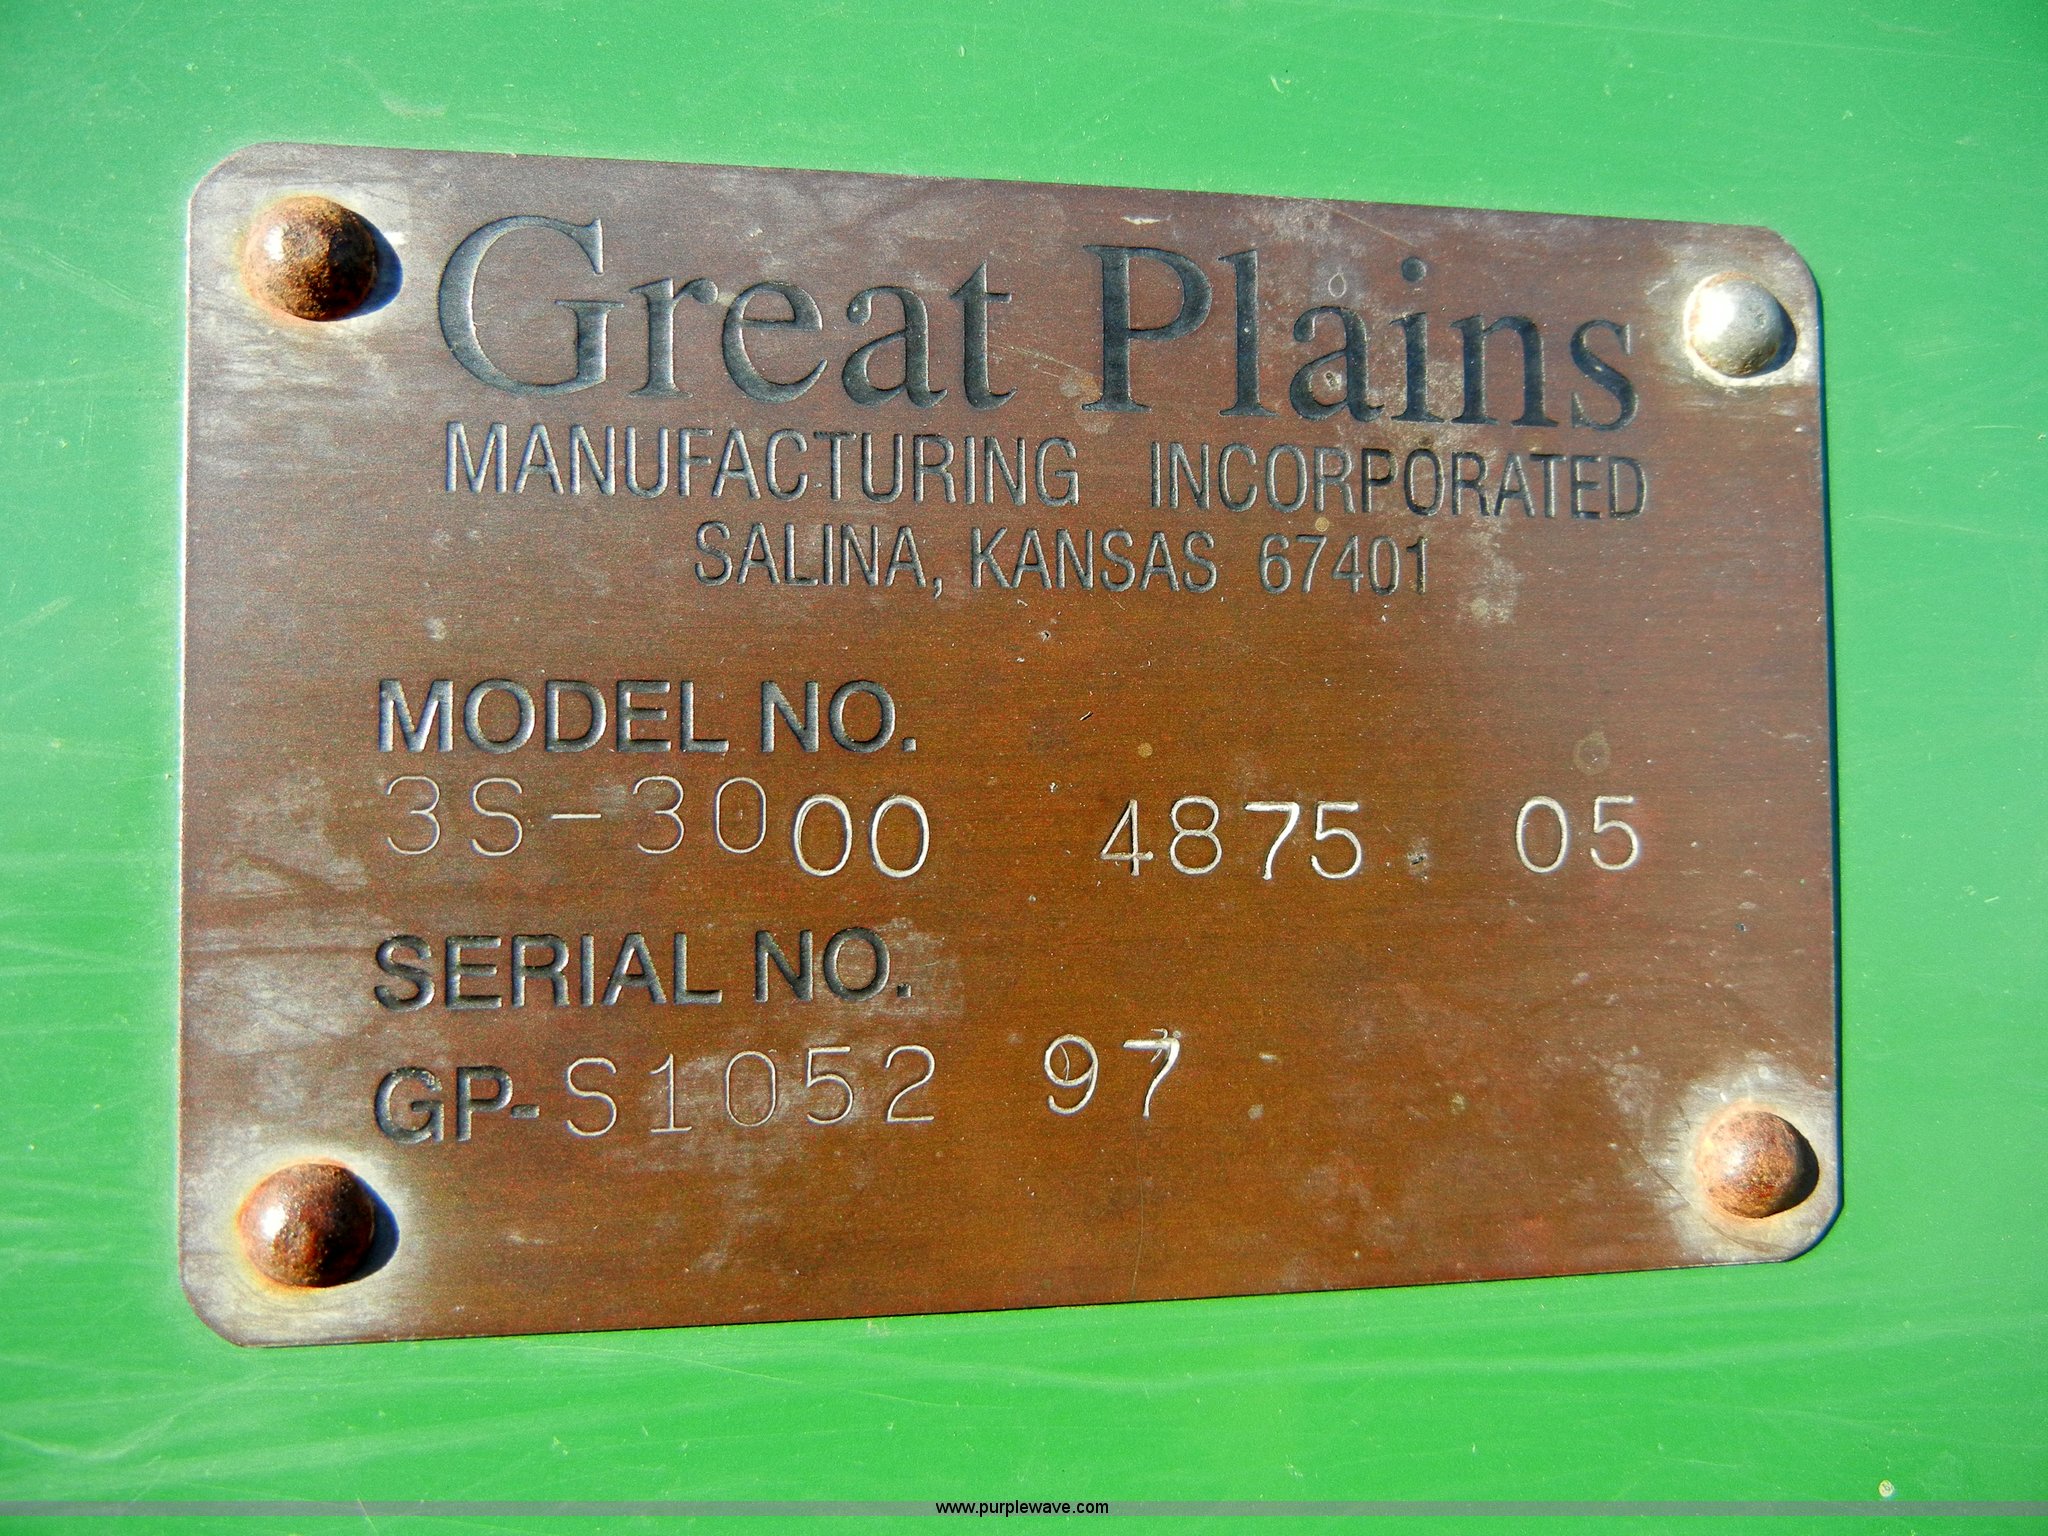 Great Plains
MANUFACTURING INCORPORATED
SALINA, KANSAS 67401
MODEL NO.
3S-3000 4875 05
SERIAL NO.
GP-S1052 97
www.purplewave.com